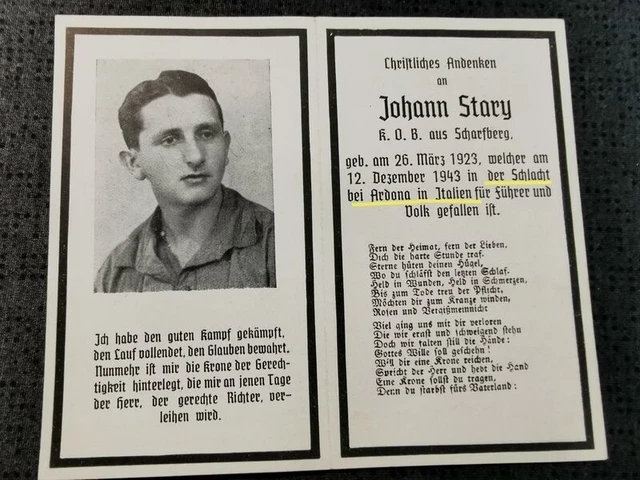 Ich habe den guten Kampf gekämpft,
den Lauf vollendet, den Glauben bewahrt.
Nunmehr ist mir die Krone der Gerech-
tigkeit hinterlegt, die mir an jenen Tage
der Herr, der gerechte Richter, ver-
leihen wird.
Christliches Andenken
an
Johann Stary
K. O. B. aus Scharfberg,
geb. am 26. März 1923, welcher am
12. Dezember 1943 in der Schlacht
bei Ardona in Italien für Führer und
Volk gefallen ist.
Fern der Heimat, fern der Lieben,
Dich die harte Stunde traf.
Sterne hüten deinen Hügel,
Wo du schläfst den letzten Schlaf.
Held in Wunden, Held in Schmerzen,
Bis zum Tode treu der Pflicht,
Möchten dir zum Kranze winden,
Rosen und Vergißmeinnicht
Viel ging uns mit dir verloren
Die wir ernst und schweigend stehn
Doch wir falten still die Hände:
Gottes Wille soll geschehn!
Will dir eine Krone reichen,
Spricht der Herr und hebt die Hand
Eine Krone sollst du tragen,
Denn du starbst fürs Vaterland: